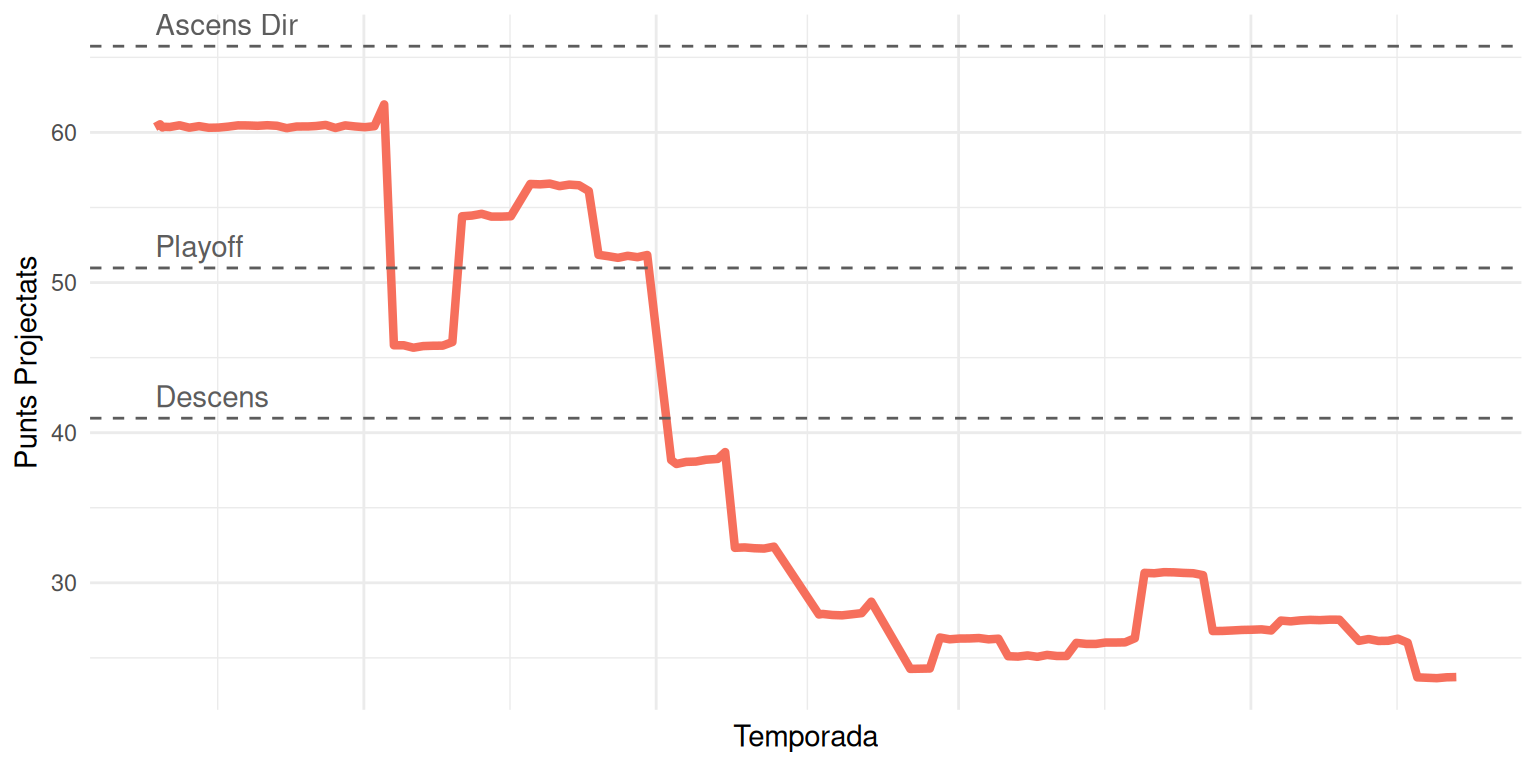 Ascens Dir
60
Playoff
50
Descens
40
30
Punts Projectats
Temporada